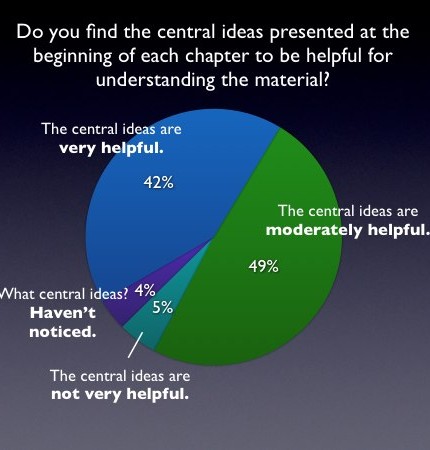 Do you find the central ideas presented at the
beginning of each chapter to be helpful for
understanding the material?
The central ideas are
very helpful.
42%
The central ideas are
moderately helpful.
49%
What central ideas?
Haven't
noticed.
4%
5%
The central ideas are
not very helpful.